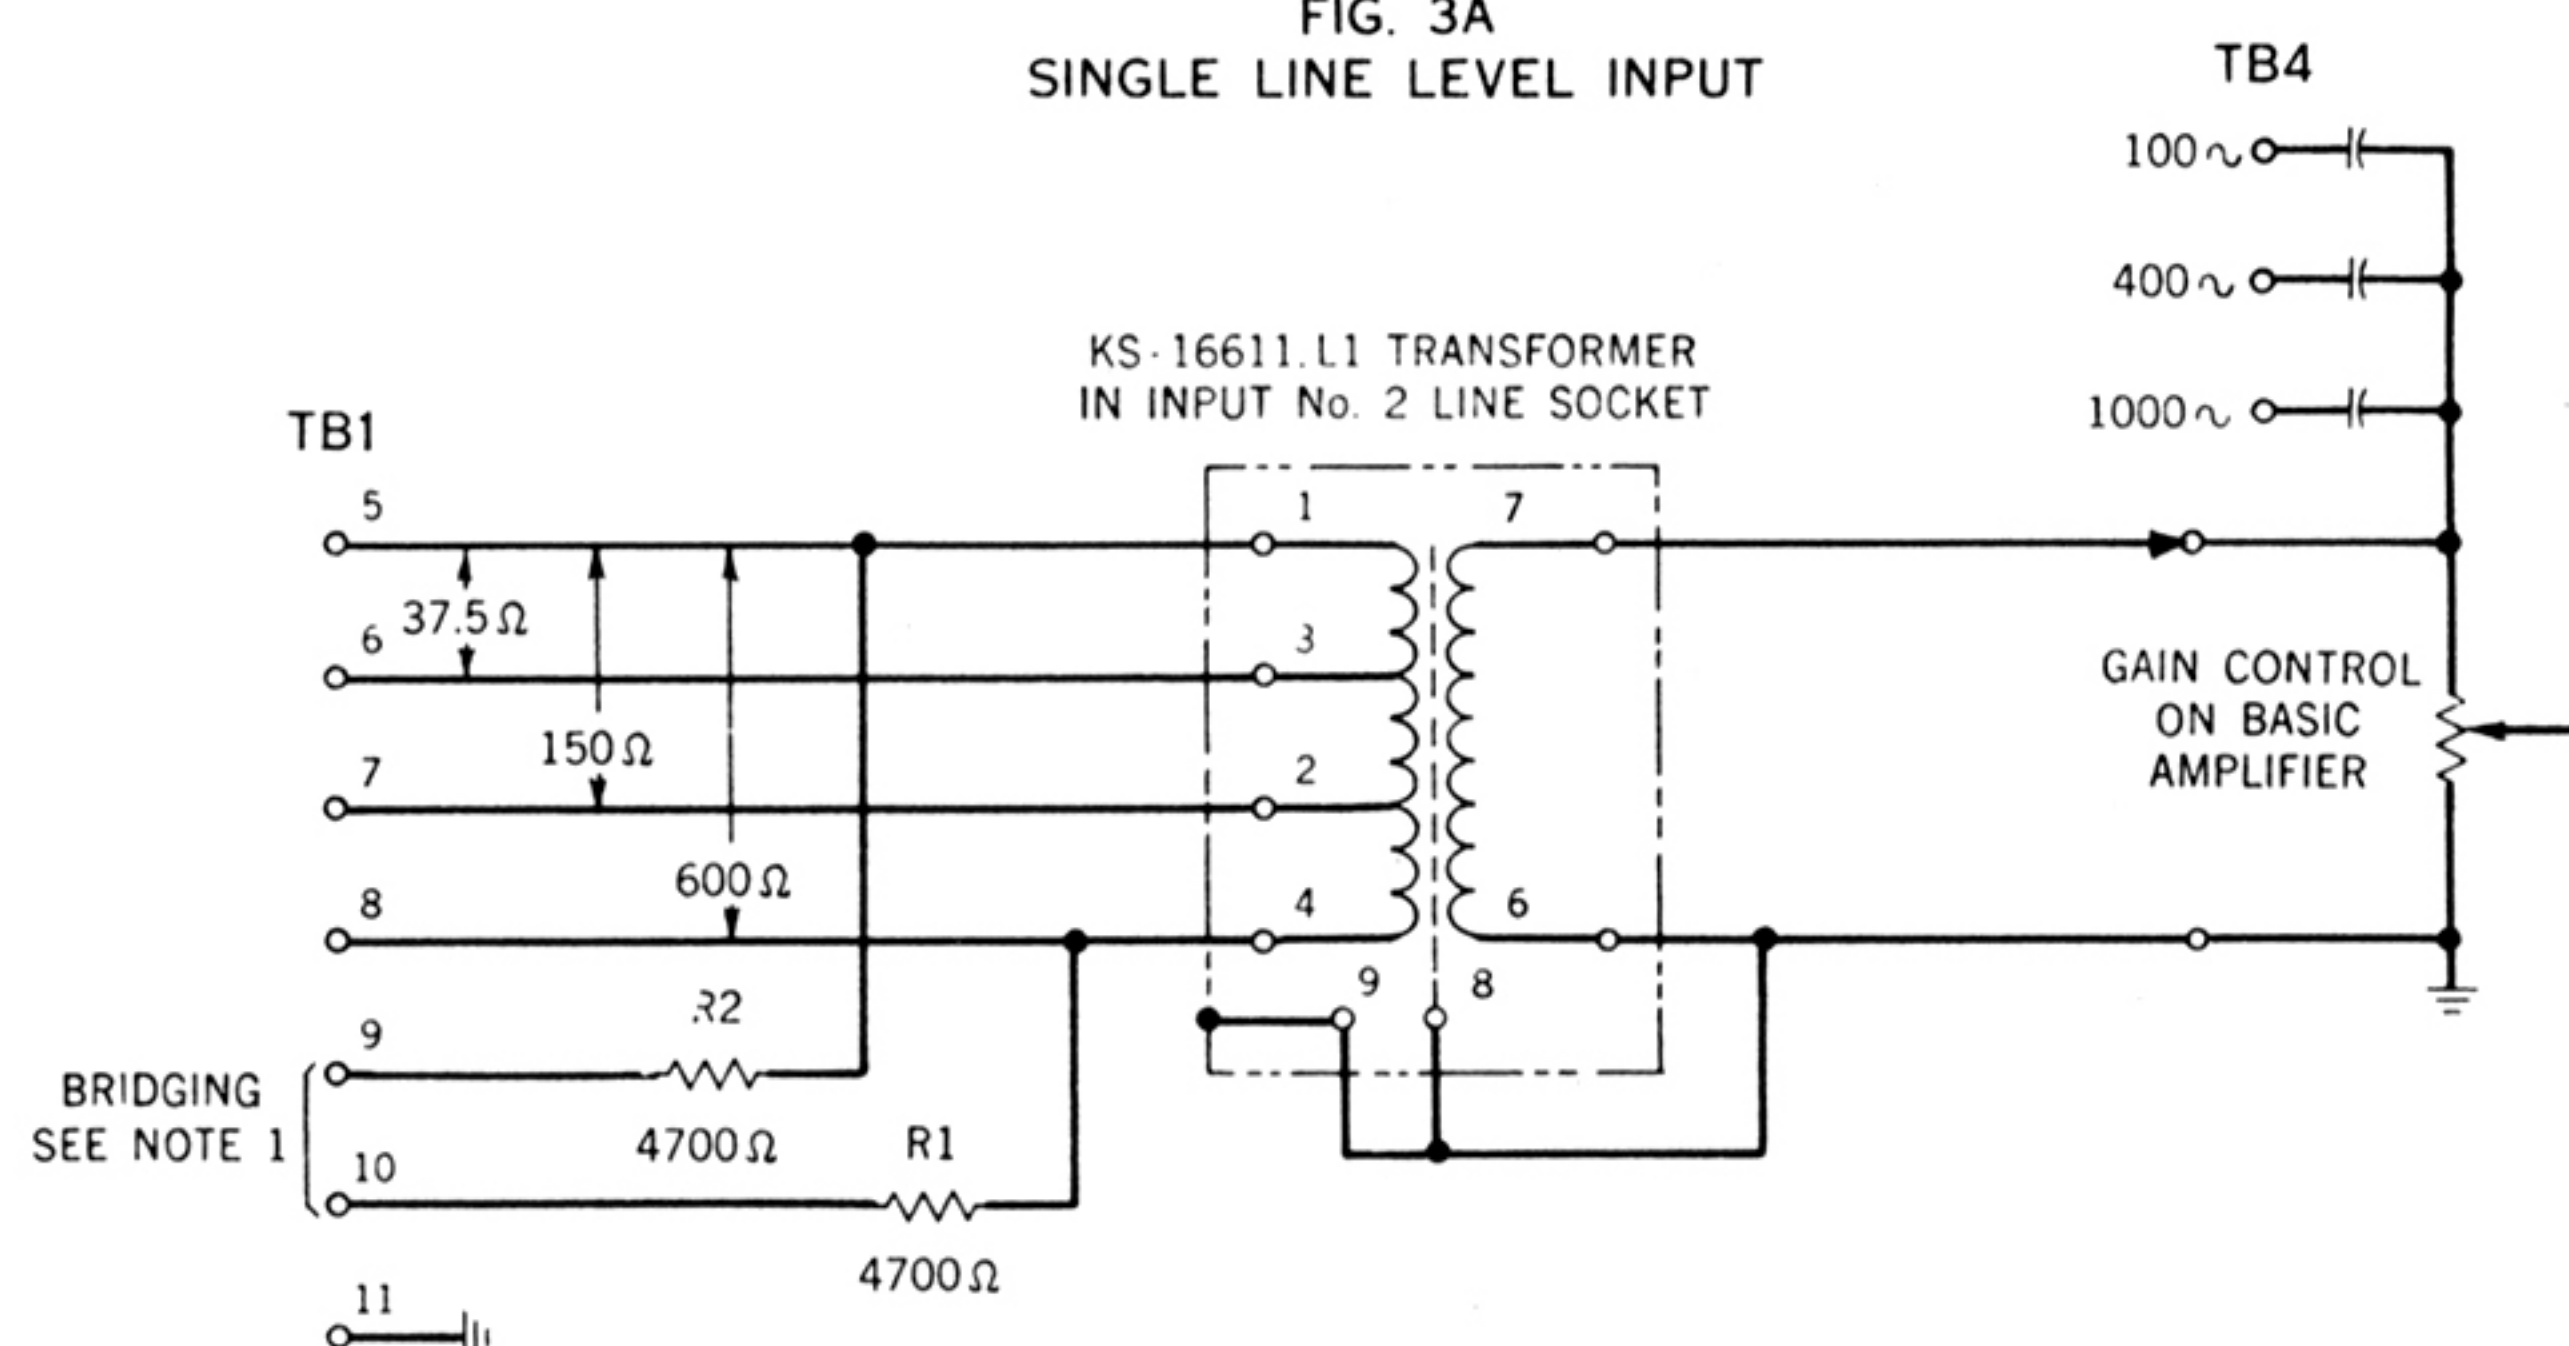 FIG. 3A
SINGLE LINE LEVEL INPUT
TB4
100∿
400∿
1000∿
KS-16611.L1 TRANSFORMER
IN INPUT No. 2 LINE SOCKET
TB1
5
1
7
37.5Ω
6
3
GAIN CONTROL
ON BASIC
AMPLIFIER
150Ω
7
2
600Ω
8
4
6
9
8
R2
9
BRIDGING
SEE NOTE 1
4700Ω
R1
10
4700Ω
11